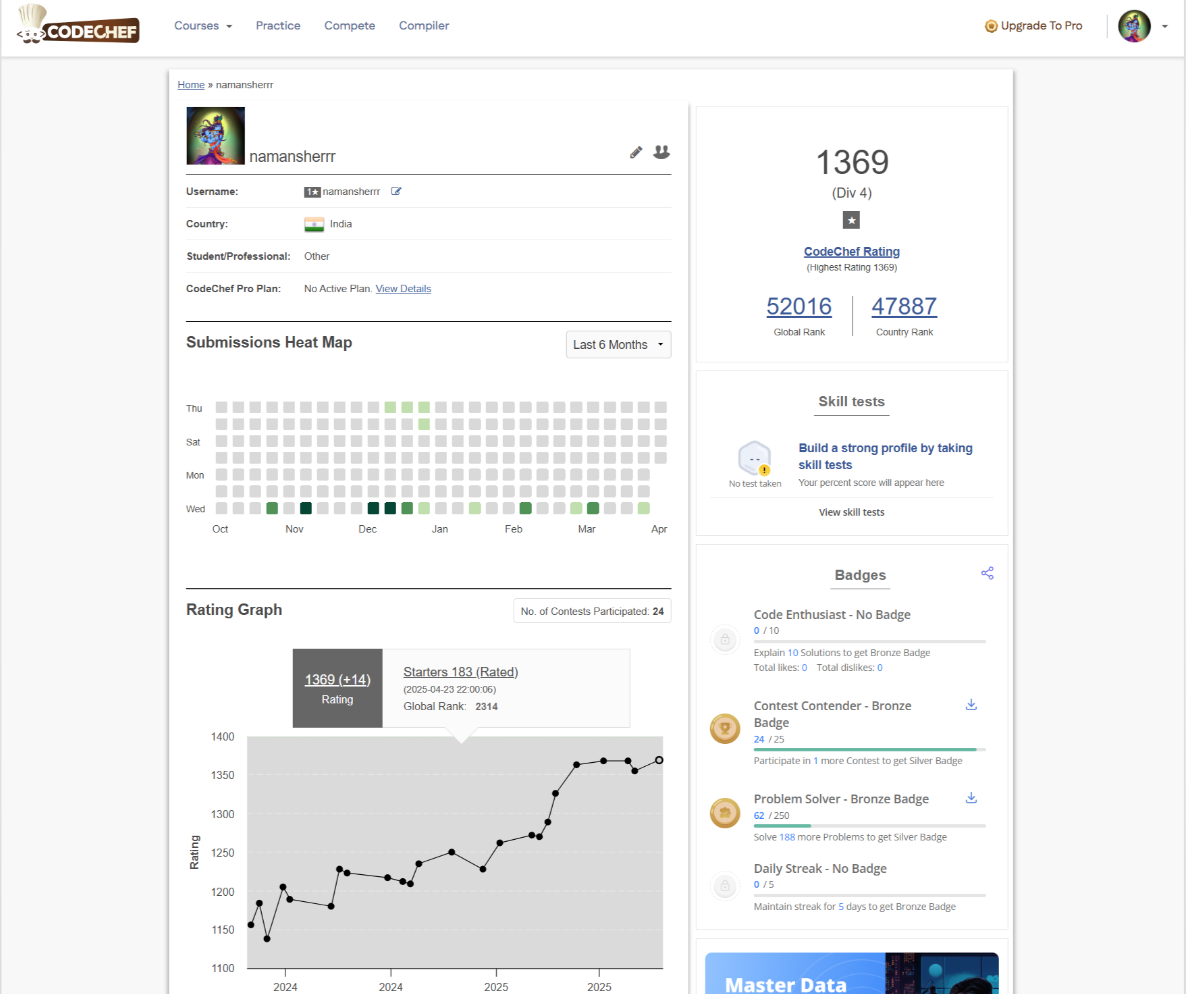 CODECHEF
Courses
Practice
Compete
Compiler
Upgrade To Pro
Home » namansherrr
namansherrr
Username: 1★ namansherrr
Country: India
Student/Professional: Other
CodeChef Pro Plan: No Active Plan. View Details
Submissions Heat Map
Last 6 Months
Thu
Sat
Mon
Wed
Oct Nov Dec Jan Feb Mar Apr
Rating Graph
No. of Contests Participated: 24
1369 (+14)
Rating
Starters 183 (Rated)
(2025-04-23 22:00:06)
Global Rank: 2314
1400
1350
1300
1250
1200
1150
1100
Rating
2024 2024 2025 2025
1369
(Div 4)
★
CodeChef Rating
(Highest Rating 1369)
52016
Global Rank
47887
Country Rank
Skill tests
- -
!
No test taken
Build a strong profile by taking
skill tests
Your percent score will appear here
View skill tests
Badges
Code Enthusiast - No Badge
0 / 10
Explain 10 Solutions to get Bronze Badge
Total likes: 0 Total dislikes: 0
Contest Contender - Bronze
Badge
24 / 25
Participate in 1 more Contest to get Silver Badge
Problem Solver - Bronze Badge
62 / 250
Solve 188 more Problems to get Silver Badge
Daily Streak - No Badge
0 / 5
Maintain streak for 5 days to get Bronze Badge
Master Data